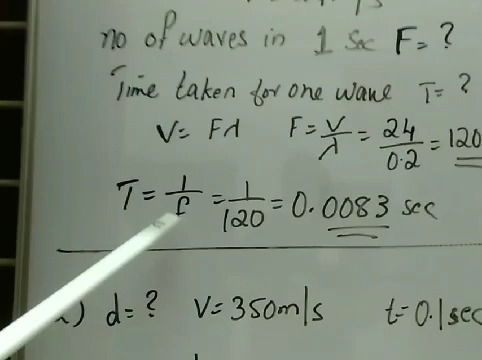 no of waves in 1 Sec F = ?
Time taken for one wave T = ?
V = Fλ F = V/λ = 24/0.2 = 120
T = 1/f = 1/120 = 0.0083 sec
d = ? V = 350m/s t = 0.1sec